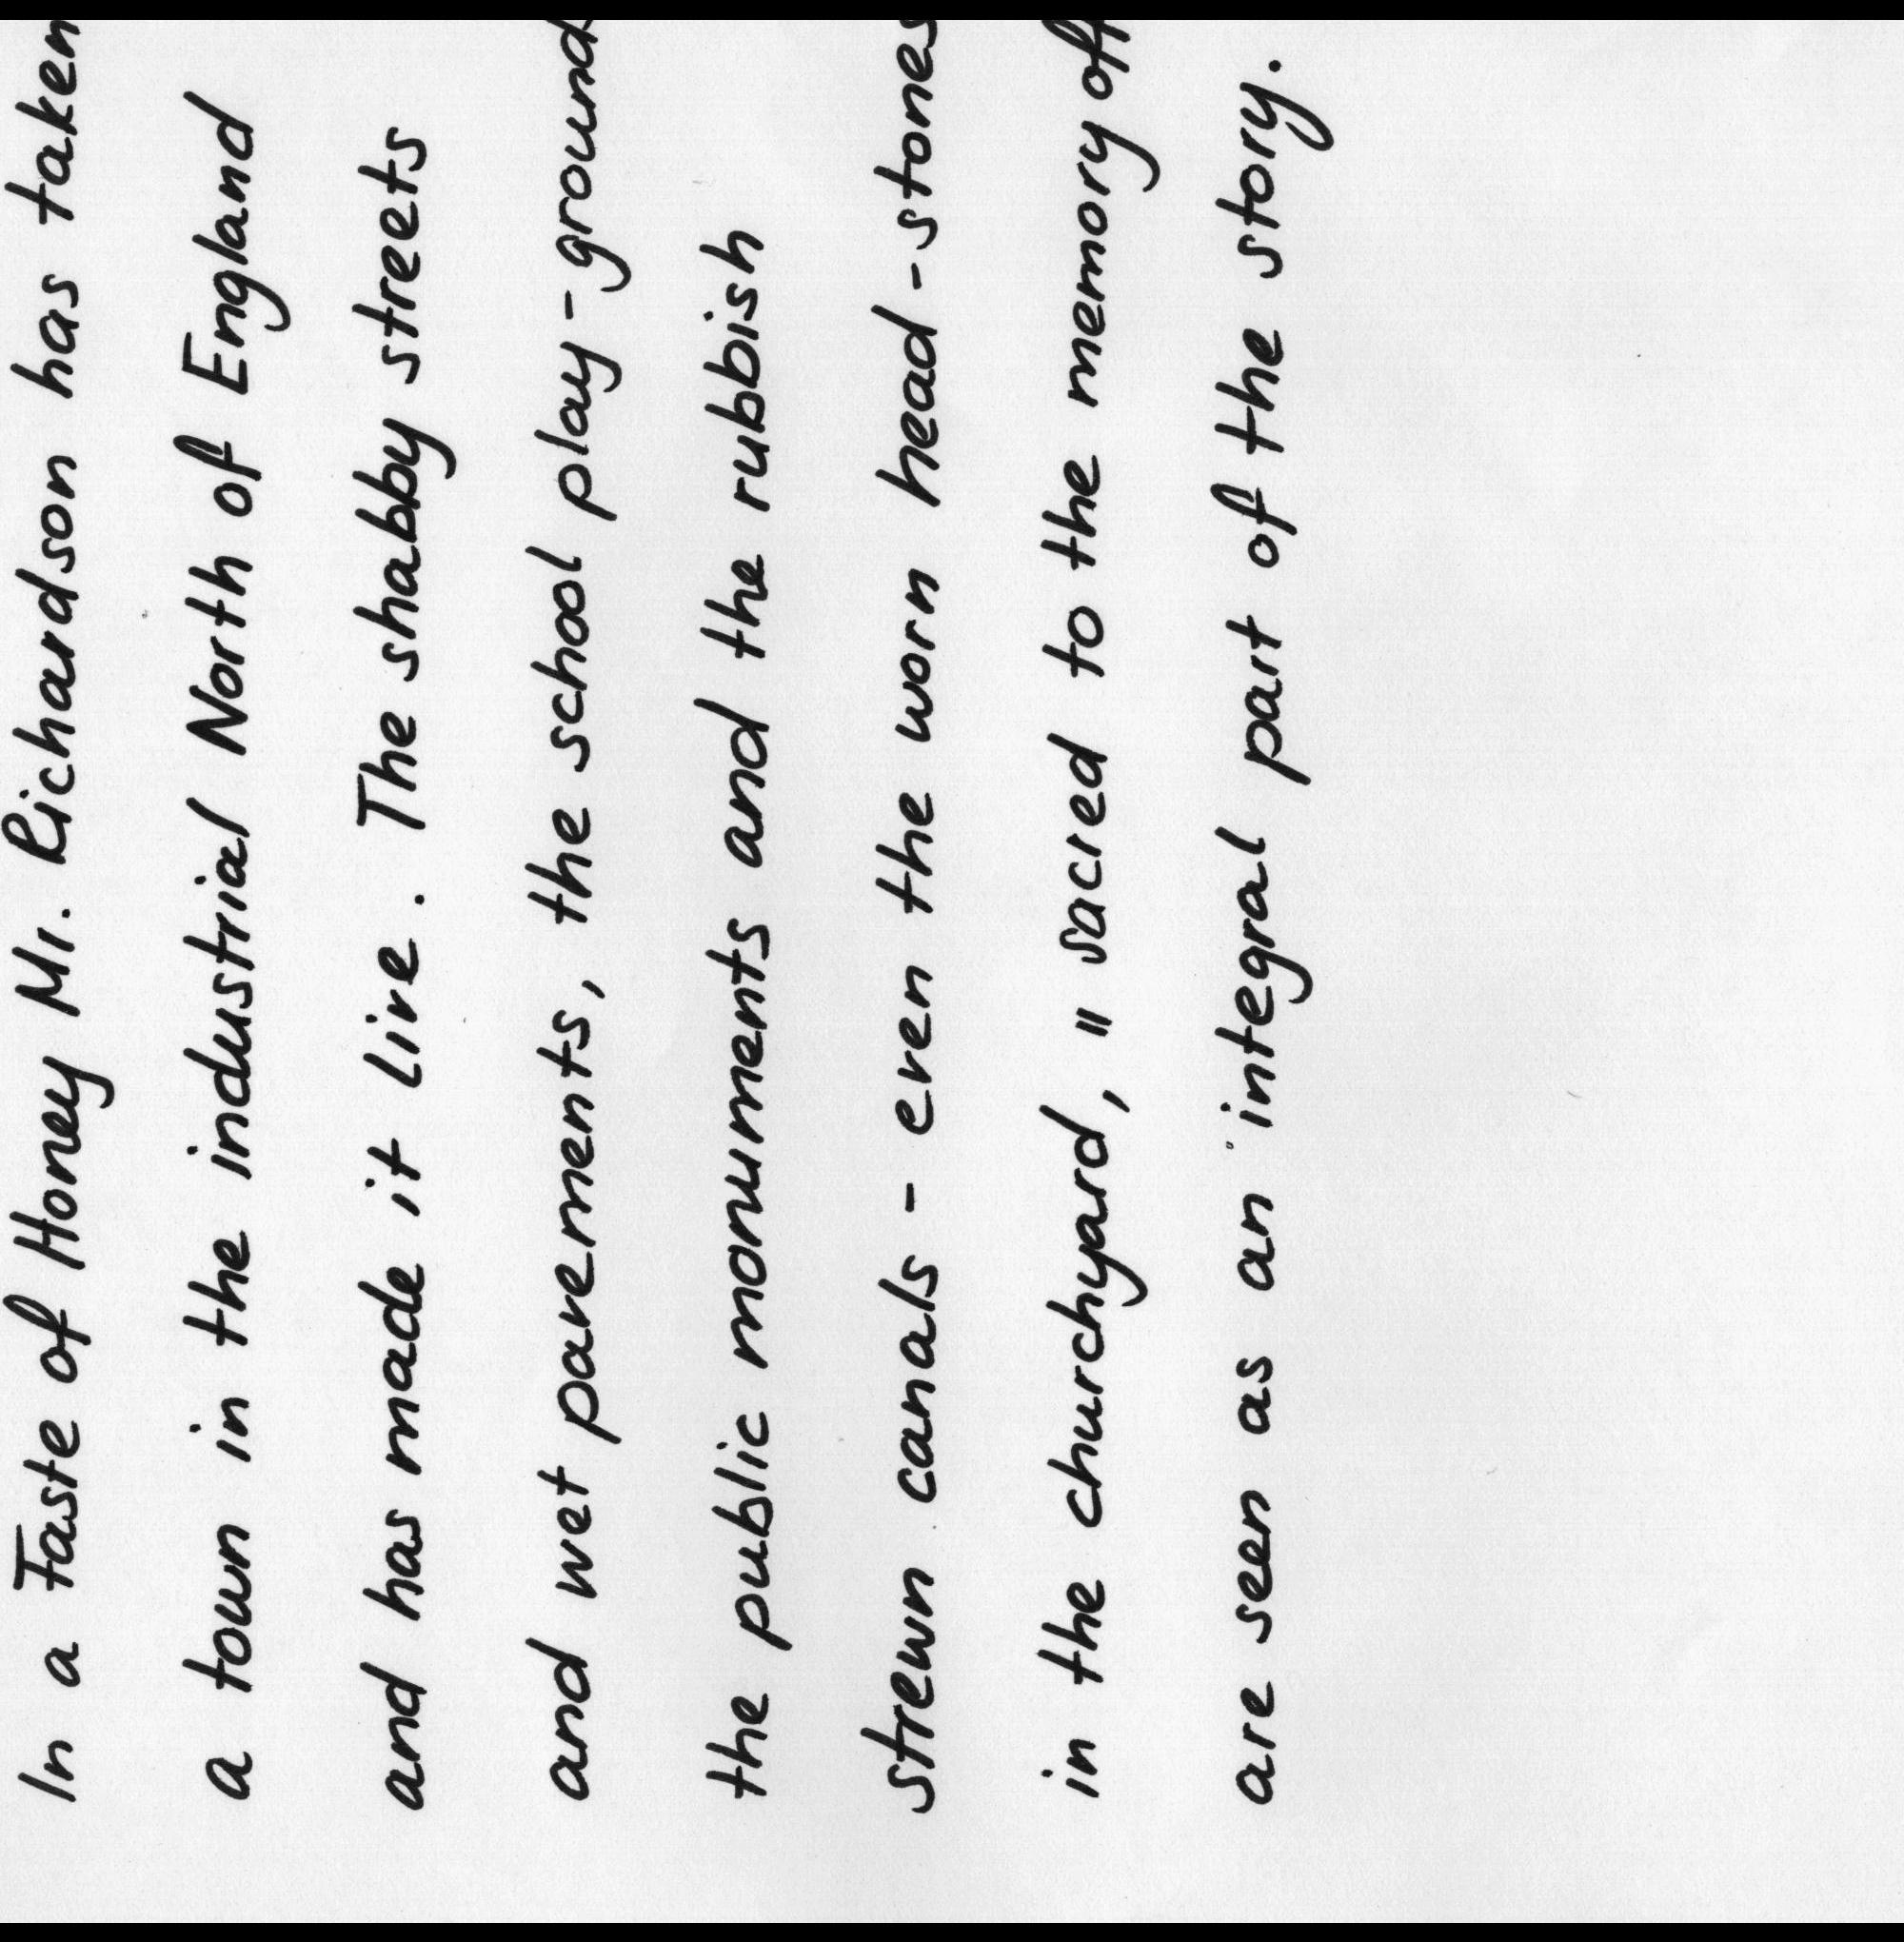 In a Taste of Honey Mr. Richardson has taken
a town in the industrial North of England
and has made it live. The shabby streets
and wet pavements, the school play-ground
the public monuments and the rubbish
strewn canals - even the worn head-stones
in the churchyard, " sacred to the memory off
are seen as an integral part of the story.